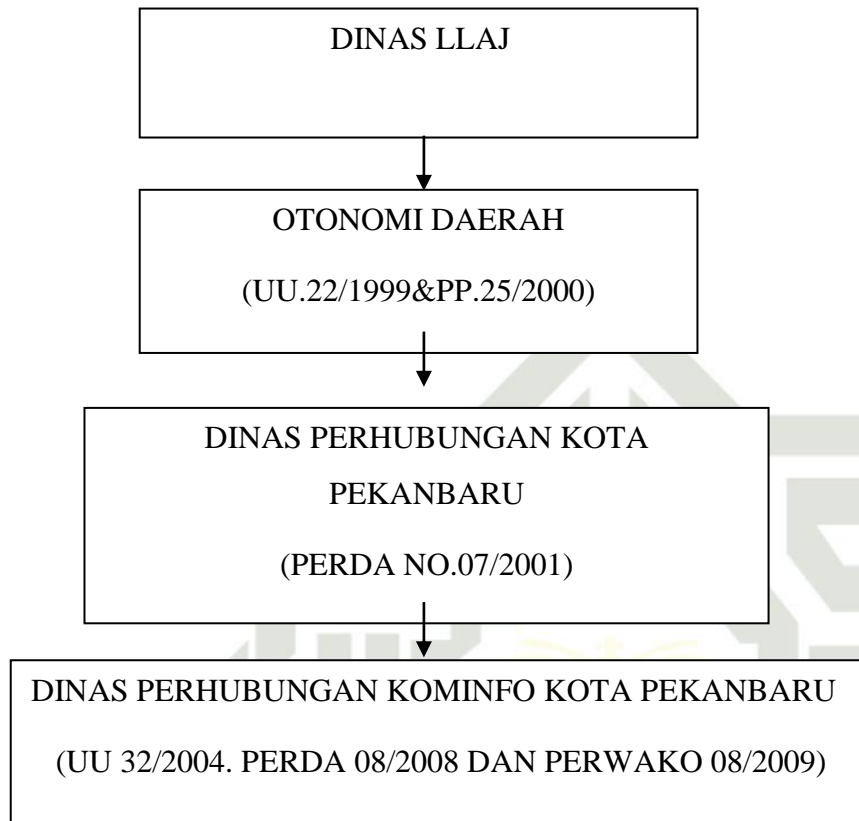 DINAS LLAJ
OTONOMI DAERAH
(UU.22/1999&PP.25/2000)
DINAS PERHUBUNGAN KOTA
PEKANBARU
(PERDA NO.07/2001)
DINAS PERHUBUNGAN KOMINFO KOTA PEKANBARU
(UU 32/2004. PERDA 08/2008 DAN PERWAKO 08/2009)